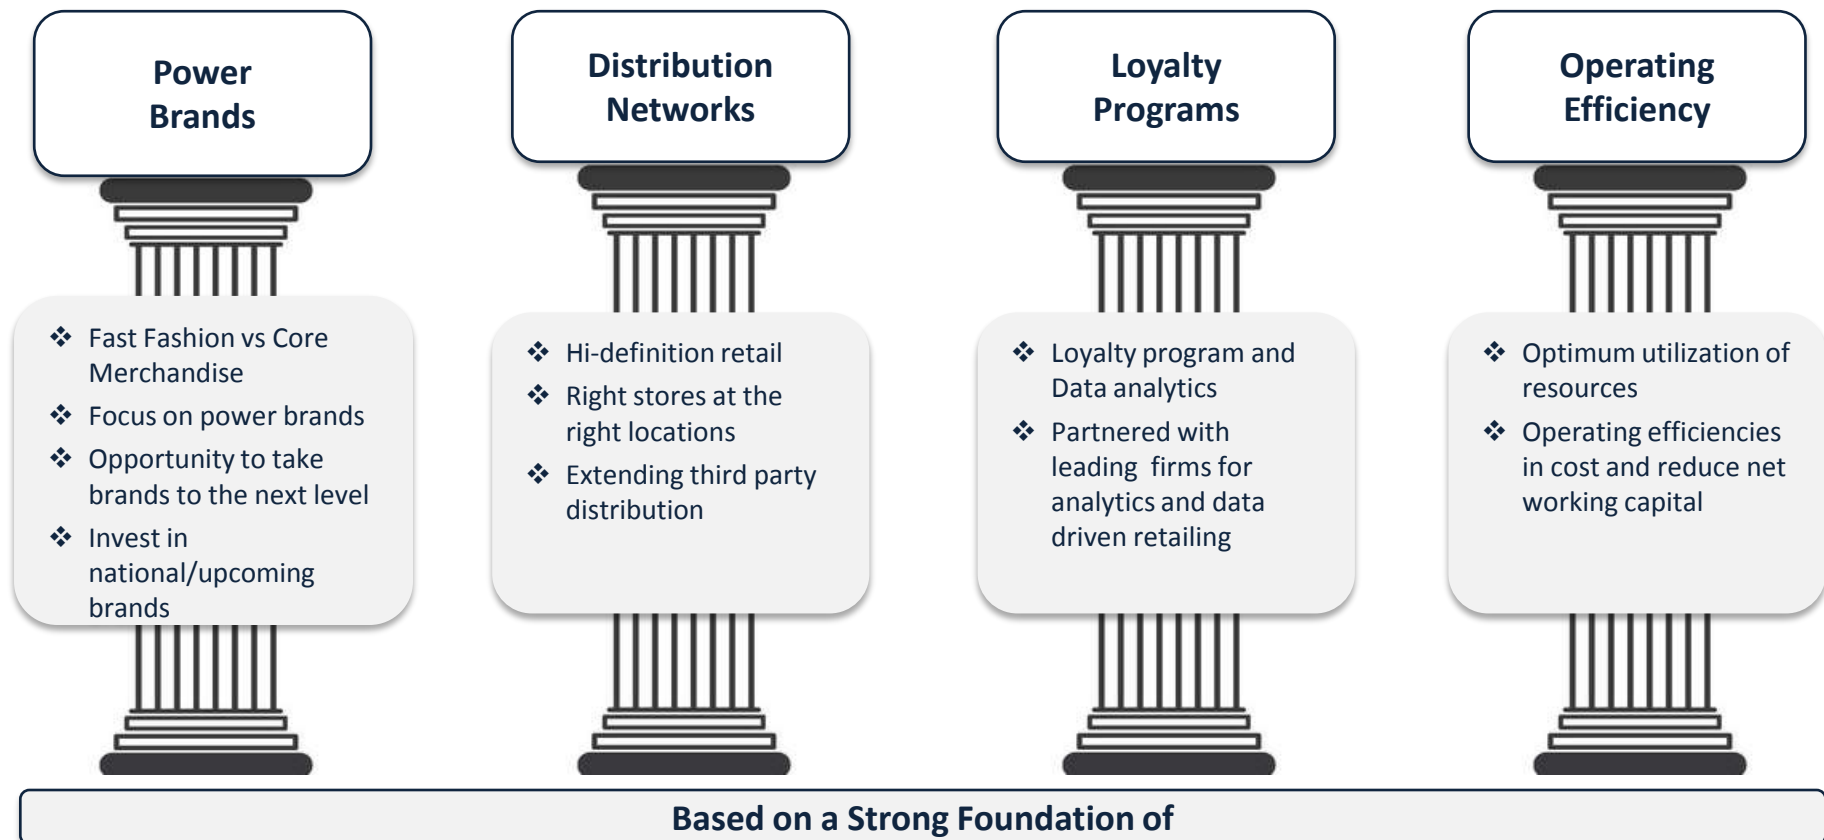 Power
Brands
Distribution
Networks
Loyalty
Programs
Operating
Efficiency
❖ Fast Fashion vs Core
Merchandise
❖ Focus on power brands
❖ Opportunity to take
brands to the next level
❖ Invest in
national/upcoming
brands
❖ Hi-definition retail
❖ Right stores at the
right locations
❖ Extending third party
distribution
❖ Loyalty program and
Data analytics
❖ Partnered with
leading firms for
analytics and data
driven retailing
❖ Optimum utilization of
resources
❖ Operating efficiencies
in cost and reduce net
working capital
Based on a Strong Foundation of